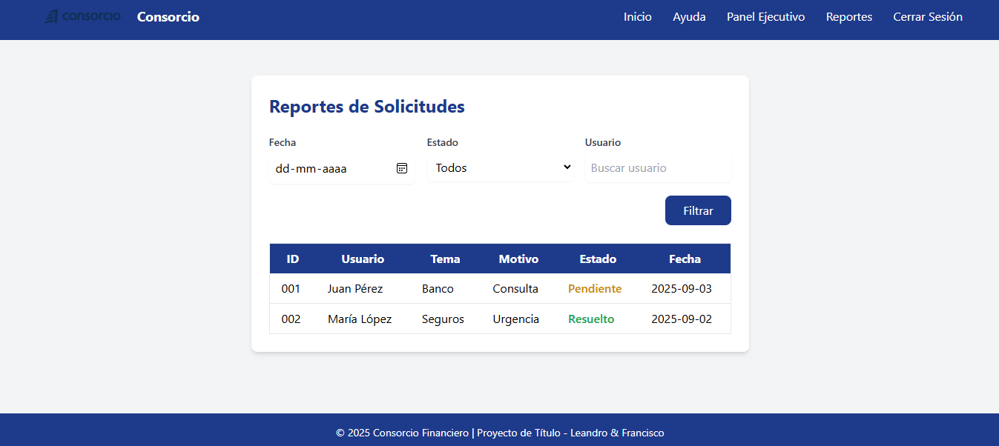 consorcio Consorcio Inicio Ayuda Panel Ejecutivo Reportes Cerrar Sesión
Reportes de Solicitudes
Fecha Estado Usuario
dd-mm-aaaa Todos Buscar usuario
Filtrar
ID Usuario Tema Motivo Estado Fecha
001 Juan Pérez Banco Consulta Pendiente 2025-09-03
002 María López Seguros Urgencia Resuelto 2025-09-02
© 2025 Consorcio Financiero | Proyecto de Título - Leandro & Francisco